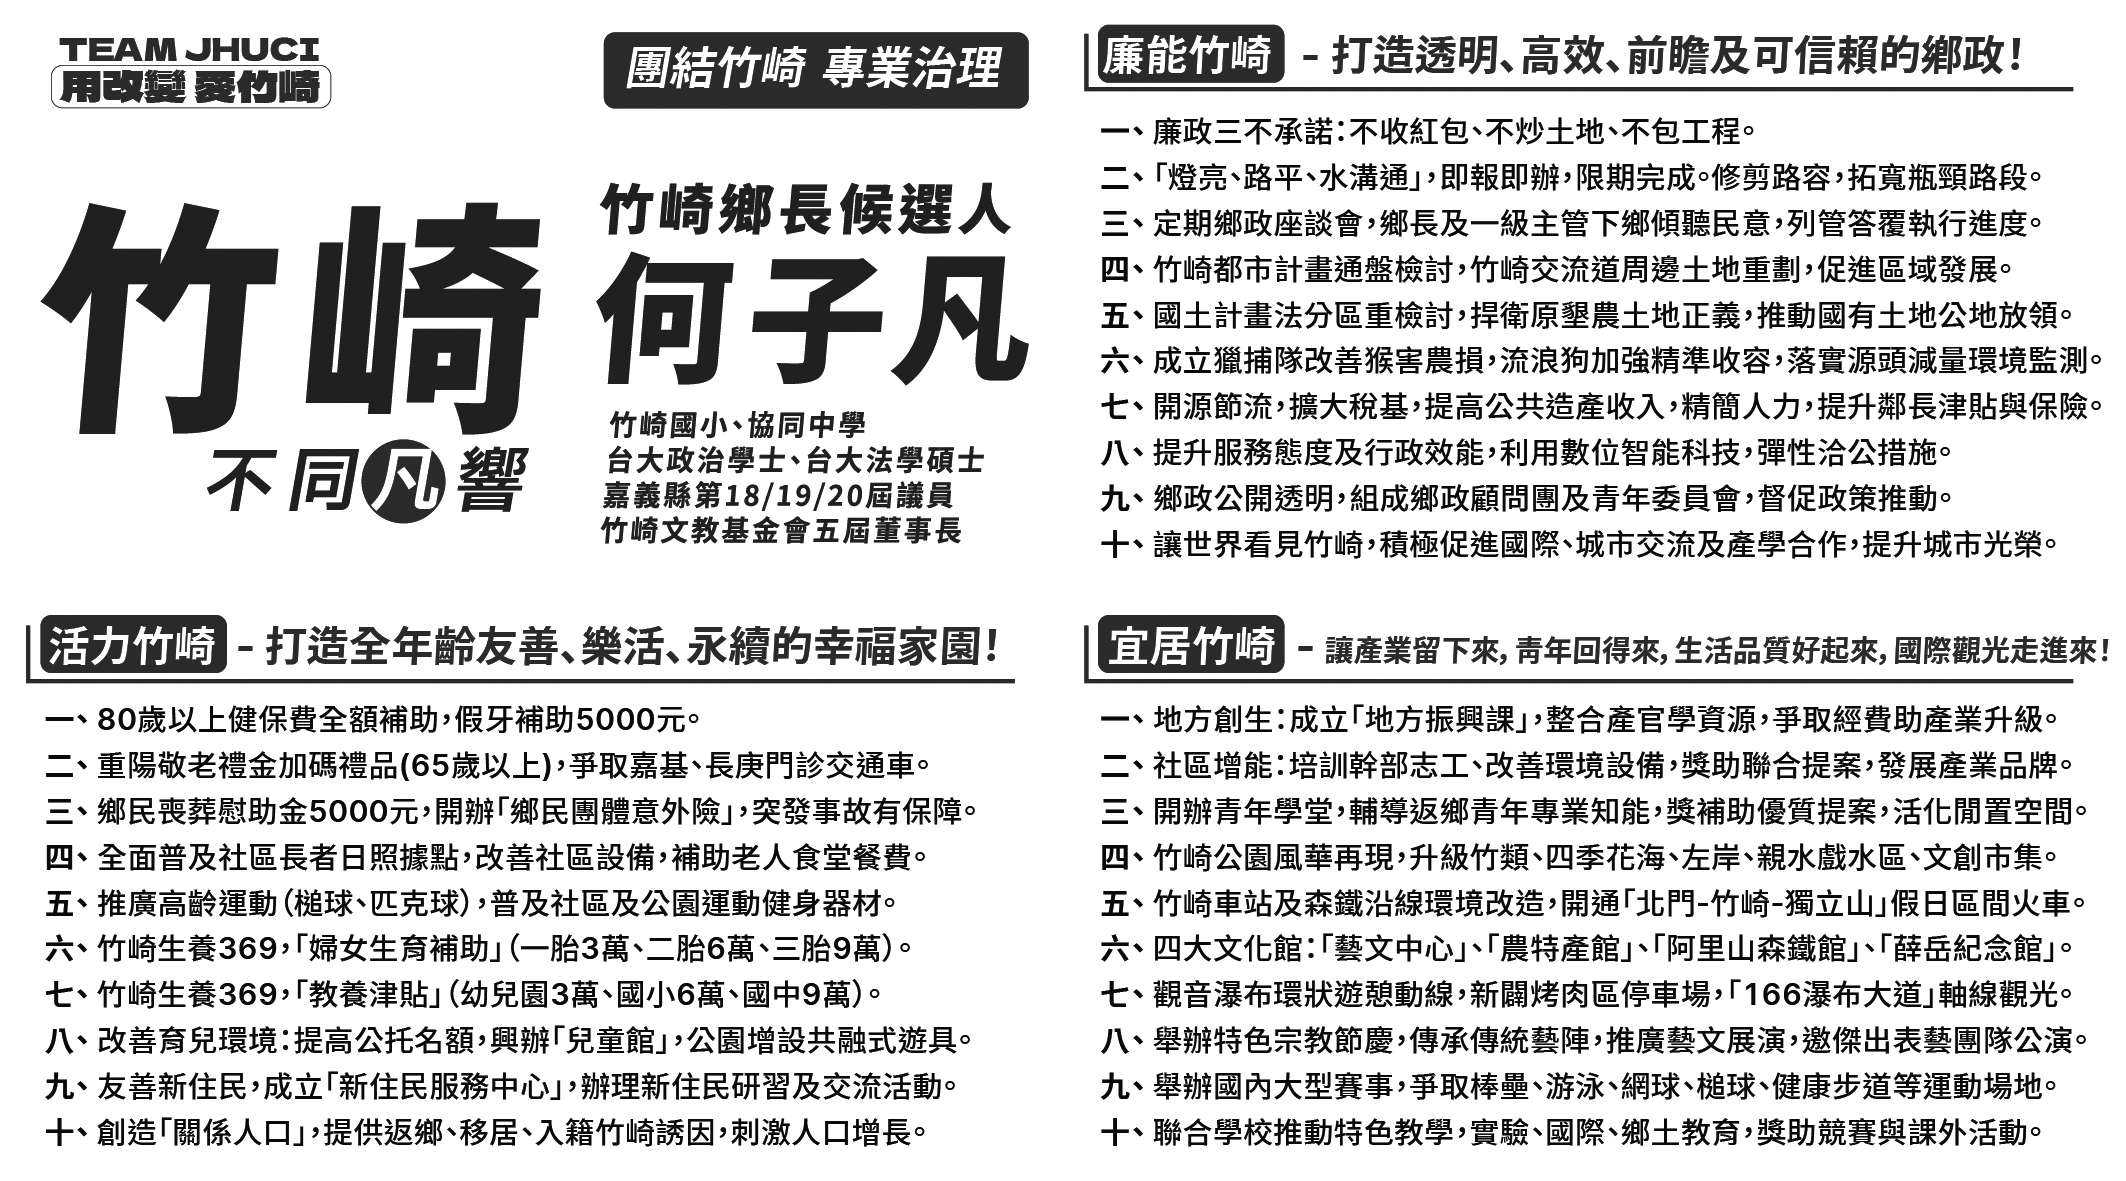 TEAM JHUCI
用改變 愛竹崎
團結竹崎 專業治理
竹崎
不同凡響
竹崎鄉長候選人
何子凡
竹崎國小、協同中學
台大政治學士、台大法學碩士
嘉義縣第18/19/20屆議員
竹崎文教基金會五屆董事長
廉能竹崎 - 打造透明、高效、前瞻及可信賴的鄉政！
一、廉政三不承諾：不收紅包、不炒土地、不包工程。
二、「燈亮、路平、水溝通」，即報即辦，限期完成。修剪路容，拓寬瓶頸路段。
三、定期鄉政座談會，鄉長及一級主管下鄉傾聽民意，列管答覆執行進度。
四、竹崎都市計畫通盤檢討，竹崎交流道周邊土地重劃，促進區域發展。
五、國土計畫法分區重檢討，捍衛原墾農土地正義，推動國有土地公地放領。
六、成立獵捕隊改善猴害農損，流浪狗加強精準收容，落實源頭減量環境監測。
七、開源節流，擴大稅基，提高公共造產收入，精簡人力，提升鄰長津貼與保險。
八、提升服務態度及行政效能，利用數位智能科技，彈性洽公措施。
九、鄉政公開透明，組成鄉政顧問團及青年委員會，督促政策推動。
十、讓世界看見竹崎，積極促進國際、城市交流及產學合作，提升城市光榮。
活力竹崎 - 打造全年齡友善、樂活、永續的幸福家園！
一、80歲以上健保費全額補助，假牙補助5000元。
二、重陽敬老禮金加碼禮品(65歲以上)，爭取嘉基、長庚門診交通車。
三、鄉民喪葬慰助金5000元，開辦「鄉民團體意外險」，突發事故有保障。
四、全面普及社區長者日照據點，改善社區設備，補助老人食堂餐費。
五、推廣高齡運動（槌球、匹克球），普及社區及公園運動健身器材。
六、竹崎生養369，「婦女生育補助」（一胎3萬、二胎6萬、三胎9萬）。
七、竹崎生養369，「教養津貼」（幼兒園3萬、國小6萬、國中9萬）。
八、改善育兒環境：提高公托名額，興辦「兒童館」，公園增設共融式遊具。
九、友善新住民，成立「新住民服務中心」，辦理新住民研習及交流活動。
十、創造「關係人口」，提供返鄉、移居、入籍竹崎誘因，刺激人口增長。
宜居竹崎 - 讓產業留下來，青年回得來，生活品質好起來，國際觀光走進來！
一、地方創生：成立「地方振興課」，整合產官學資源，爭取經費助產業升級。
二、社區增能：培訓幹部志工、改善環境設備，獎助聯合提案，發展產業品牌。
三、開辦青年學堂，輔導返鄉青年專業知能，獎補助優質提案，活化閒置空間。
四、竹崎公園風華再現，升級竹纇、四季花海、左岸、親水戲水區、文創市集。
五、竹崎車站及森鐵沿線環境改造，開通「北門-竹崎-獨立山」假日區間火車。
六、四大文化館：「藝文中心」、「農特產館」、「阿里山森鐵館」、「薛岳紀念館」。
七、觀音瀑布環狀遊憩動線，新闢烤肉區停車場，「166瀑布大道」軸線觀光。
八、舉辦特色宗教節慶，傳承傳統藝陣，推廣藝文展演，邀傑出表藝團隊公演。
九、舉辦國內大型賽事，爭取棒壘、游泳、網球、槌球、健康步道等運動場地。
十、聯合學校推動特色教學，實驗、國際、鄉土教育，獎助競賽與課外活動。